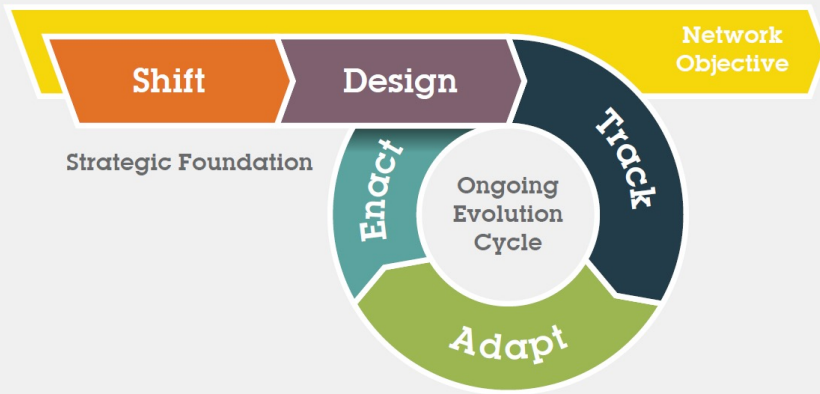 Network
Objective
Shift
Design
Track
Strategic Foundation
Enact
Ongoing
Evolution
Cycle
Adapt